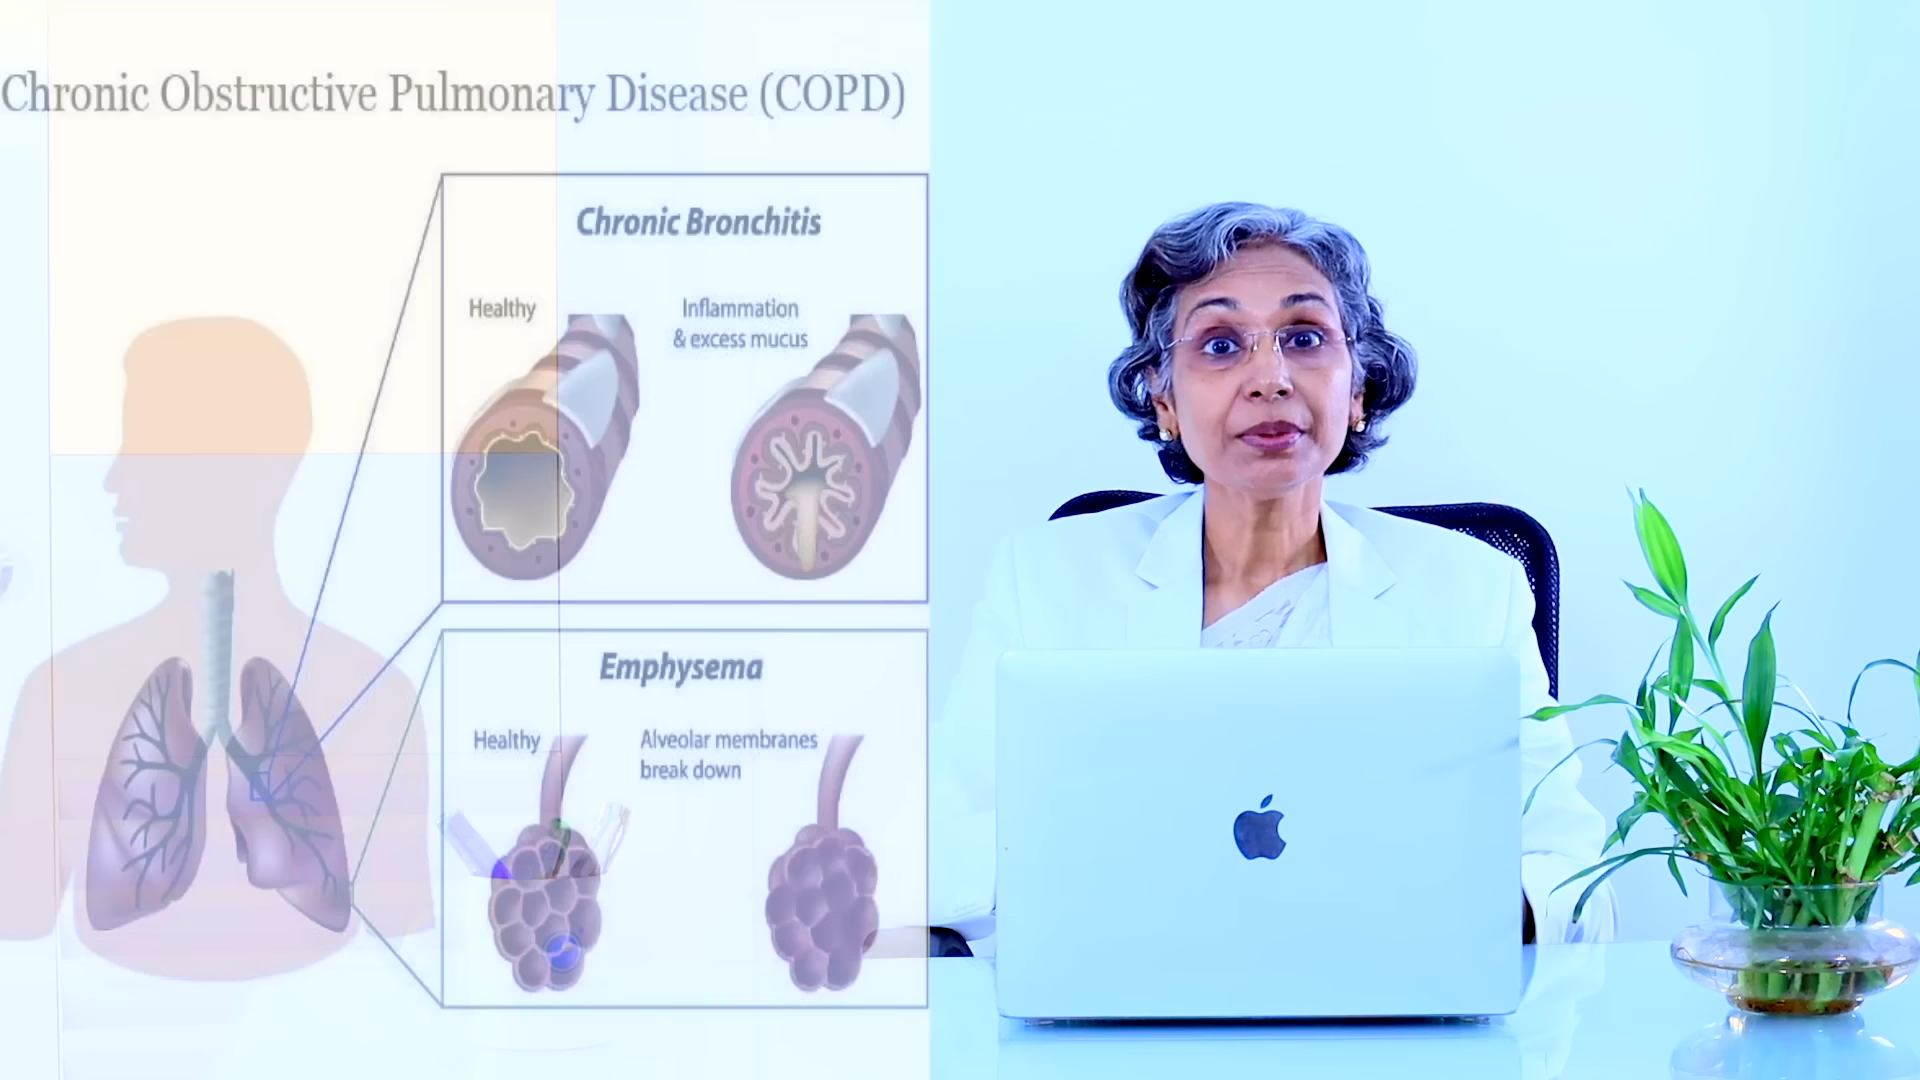 Chronic Obstructive Pulmonary Disease (COPD)
Chronic Bronchitis
Healthy
Inflammation
& excess mucus
Emphysema
Healthy
Alveolar membranes
break down